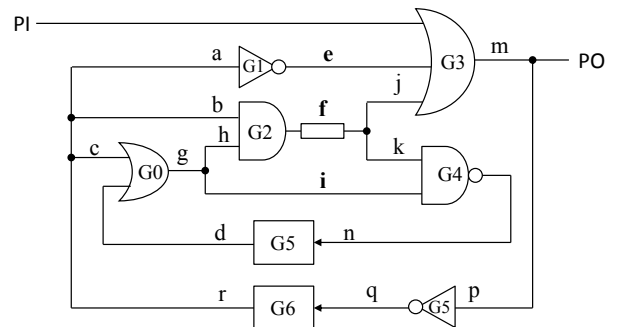 PI
m
a G1 e G3 PO
j
b f
h G2
k
c g G4
G0 i
d G5 n
r G6 q G5 p